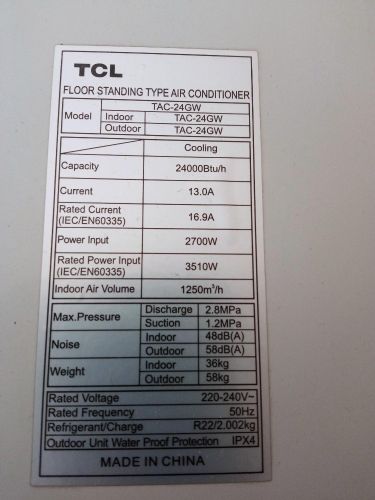 TCL
FLOOR STANDING TYPE AIR CONDITIONER
Model TAC-24GW
Indoor TAC-24GW
Outdoor TAC-24GW
Cooling
Capacity 24000Btu/h
Current 13.0A
Rated Current (IEC/EN60335) 16.9A
Power Input 2700W
Rated Power Input (IEC/EN60335) 3510W
Indoor Air Volume 1250m³/h
Max.Pressure Discharge 2.8MPa
Suction 1.2MPa
Noise Indoor 48dB(A)
Outdoor 58dB(A)
Weight Indoor 36kg
Outdoor 58kg
Rated Voltage 220-240V~
Rated Frequency 50Hz
Refrigerant/Charge R22/2.002kg
Outdoor Unit Water Proof Protection IPX4
MADE IN CHINA